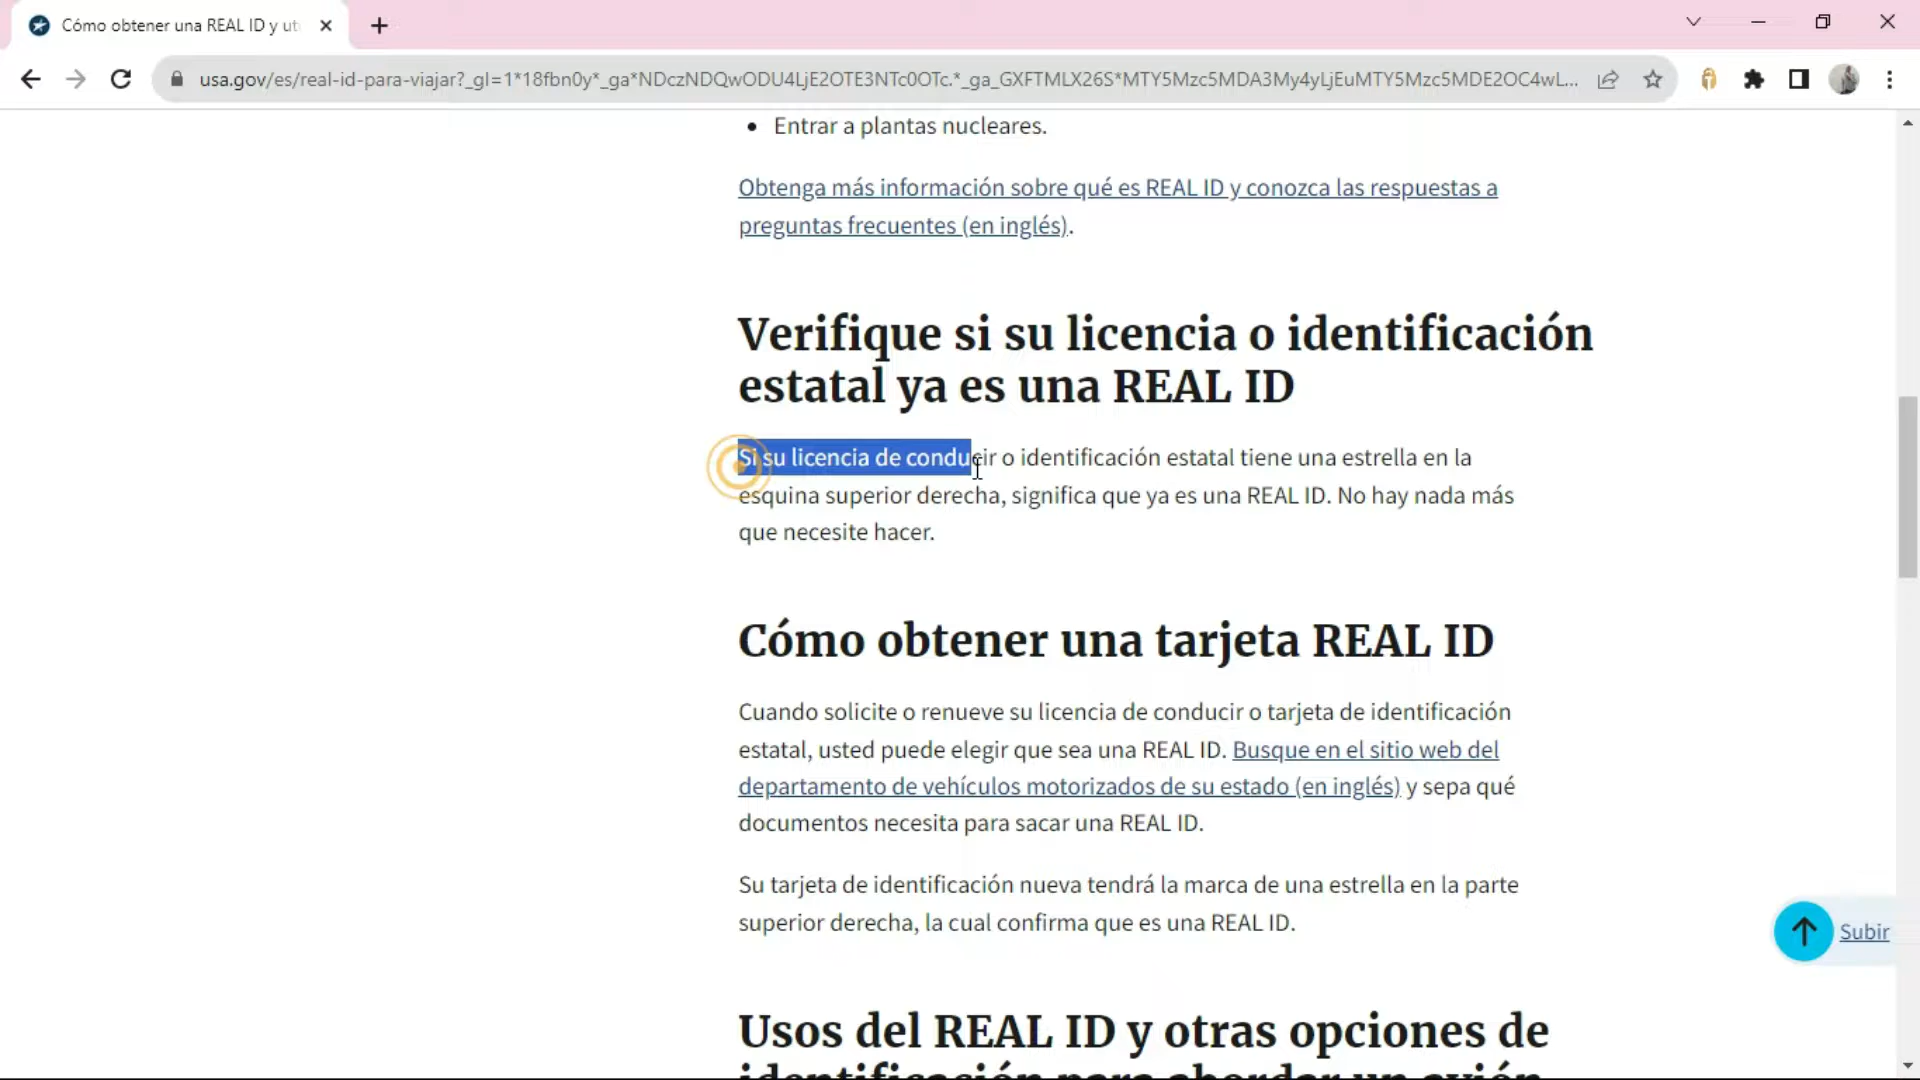 Cómo obtener una REAL ID y ut
usa.gov/es/real-id-para-viajar?_gl=1*18fbn0y*_ga*NDczNDQwODU4LjE2OTE3NTc0OTc.*_ga_GXFTMLX26S*MTY5Mzc5MDA3My4yLjEuMTY5Mzc5MDE2OC4wL...
• Entrar a plantas nucleares.
Obtenga más información sobre qué es REAL ID y conozca las respuestas a
preguntas frecuentes (en inglés).
Verifique si su licencia o identificación
estatal ya es una REAL ID
Si su licencia de conducir o identificación estatal tiene una estrella en la
esquina superior derecha, significa que ya es una REAL ID. No hay nada más
que necesite hacer.
Cómo obtener una tarjeta REAL ID
Cuando solicite o renueve su licencia de conducir o tarjeta de identificación
estatal, usted puede elegir que sea una REAL ID. Busque en el sitio web del
departamento de vehículos motorizados de su estado (en inglés) y sepa qué
documentos necesita para sacar una REAL ID.
Su tarjeta de identificación nueva tendrá la marca de una estrella en la parte
superior derecha, la cual confirma que es una REAL ID.
Subir
Usos del REAL ID y otras opciones de
identificación para abordar un avión